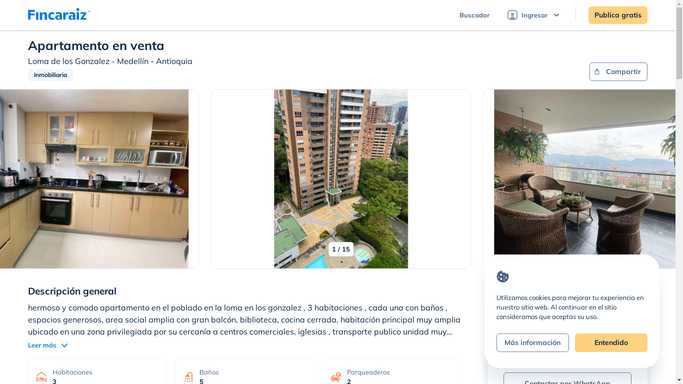 Fincaraiz
Buscador
Ingresar
Publica gratis
Apartamento en venta
Loma de los Gonzalez - Medellín - Antioquia
Inmobiliaria
Compartir
1 / 15
Descripción general
hermoso y comodo apartamento en el poblado en la loma en los gonzalez , 3 habitaciones , cada una con baños ,
espacios generosos, area social amplia con gran balcón, biblioteca, cocina cerrada, habitación principal muy amplia
ubicado en una zona privilegiada por su cercanía a centros comerciales, iglesias , transporte publico unidad muy...
Leer más
Habitaciones
3
Baños
5
Parqueaderos
2
Utilizamos cookies para mejorar tu experiencia en
nuestro sitio web. Al continuar en el sitio
consideramos que aceptas su uso.
Más información
Entendido
Contactar por WhatsApp